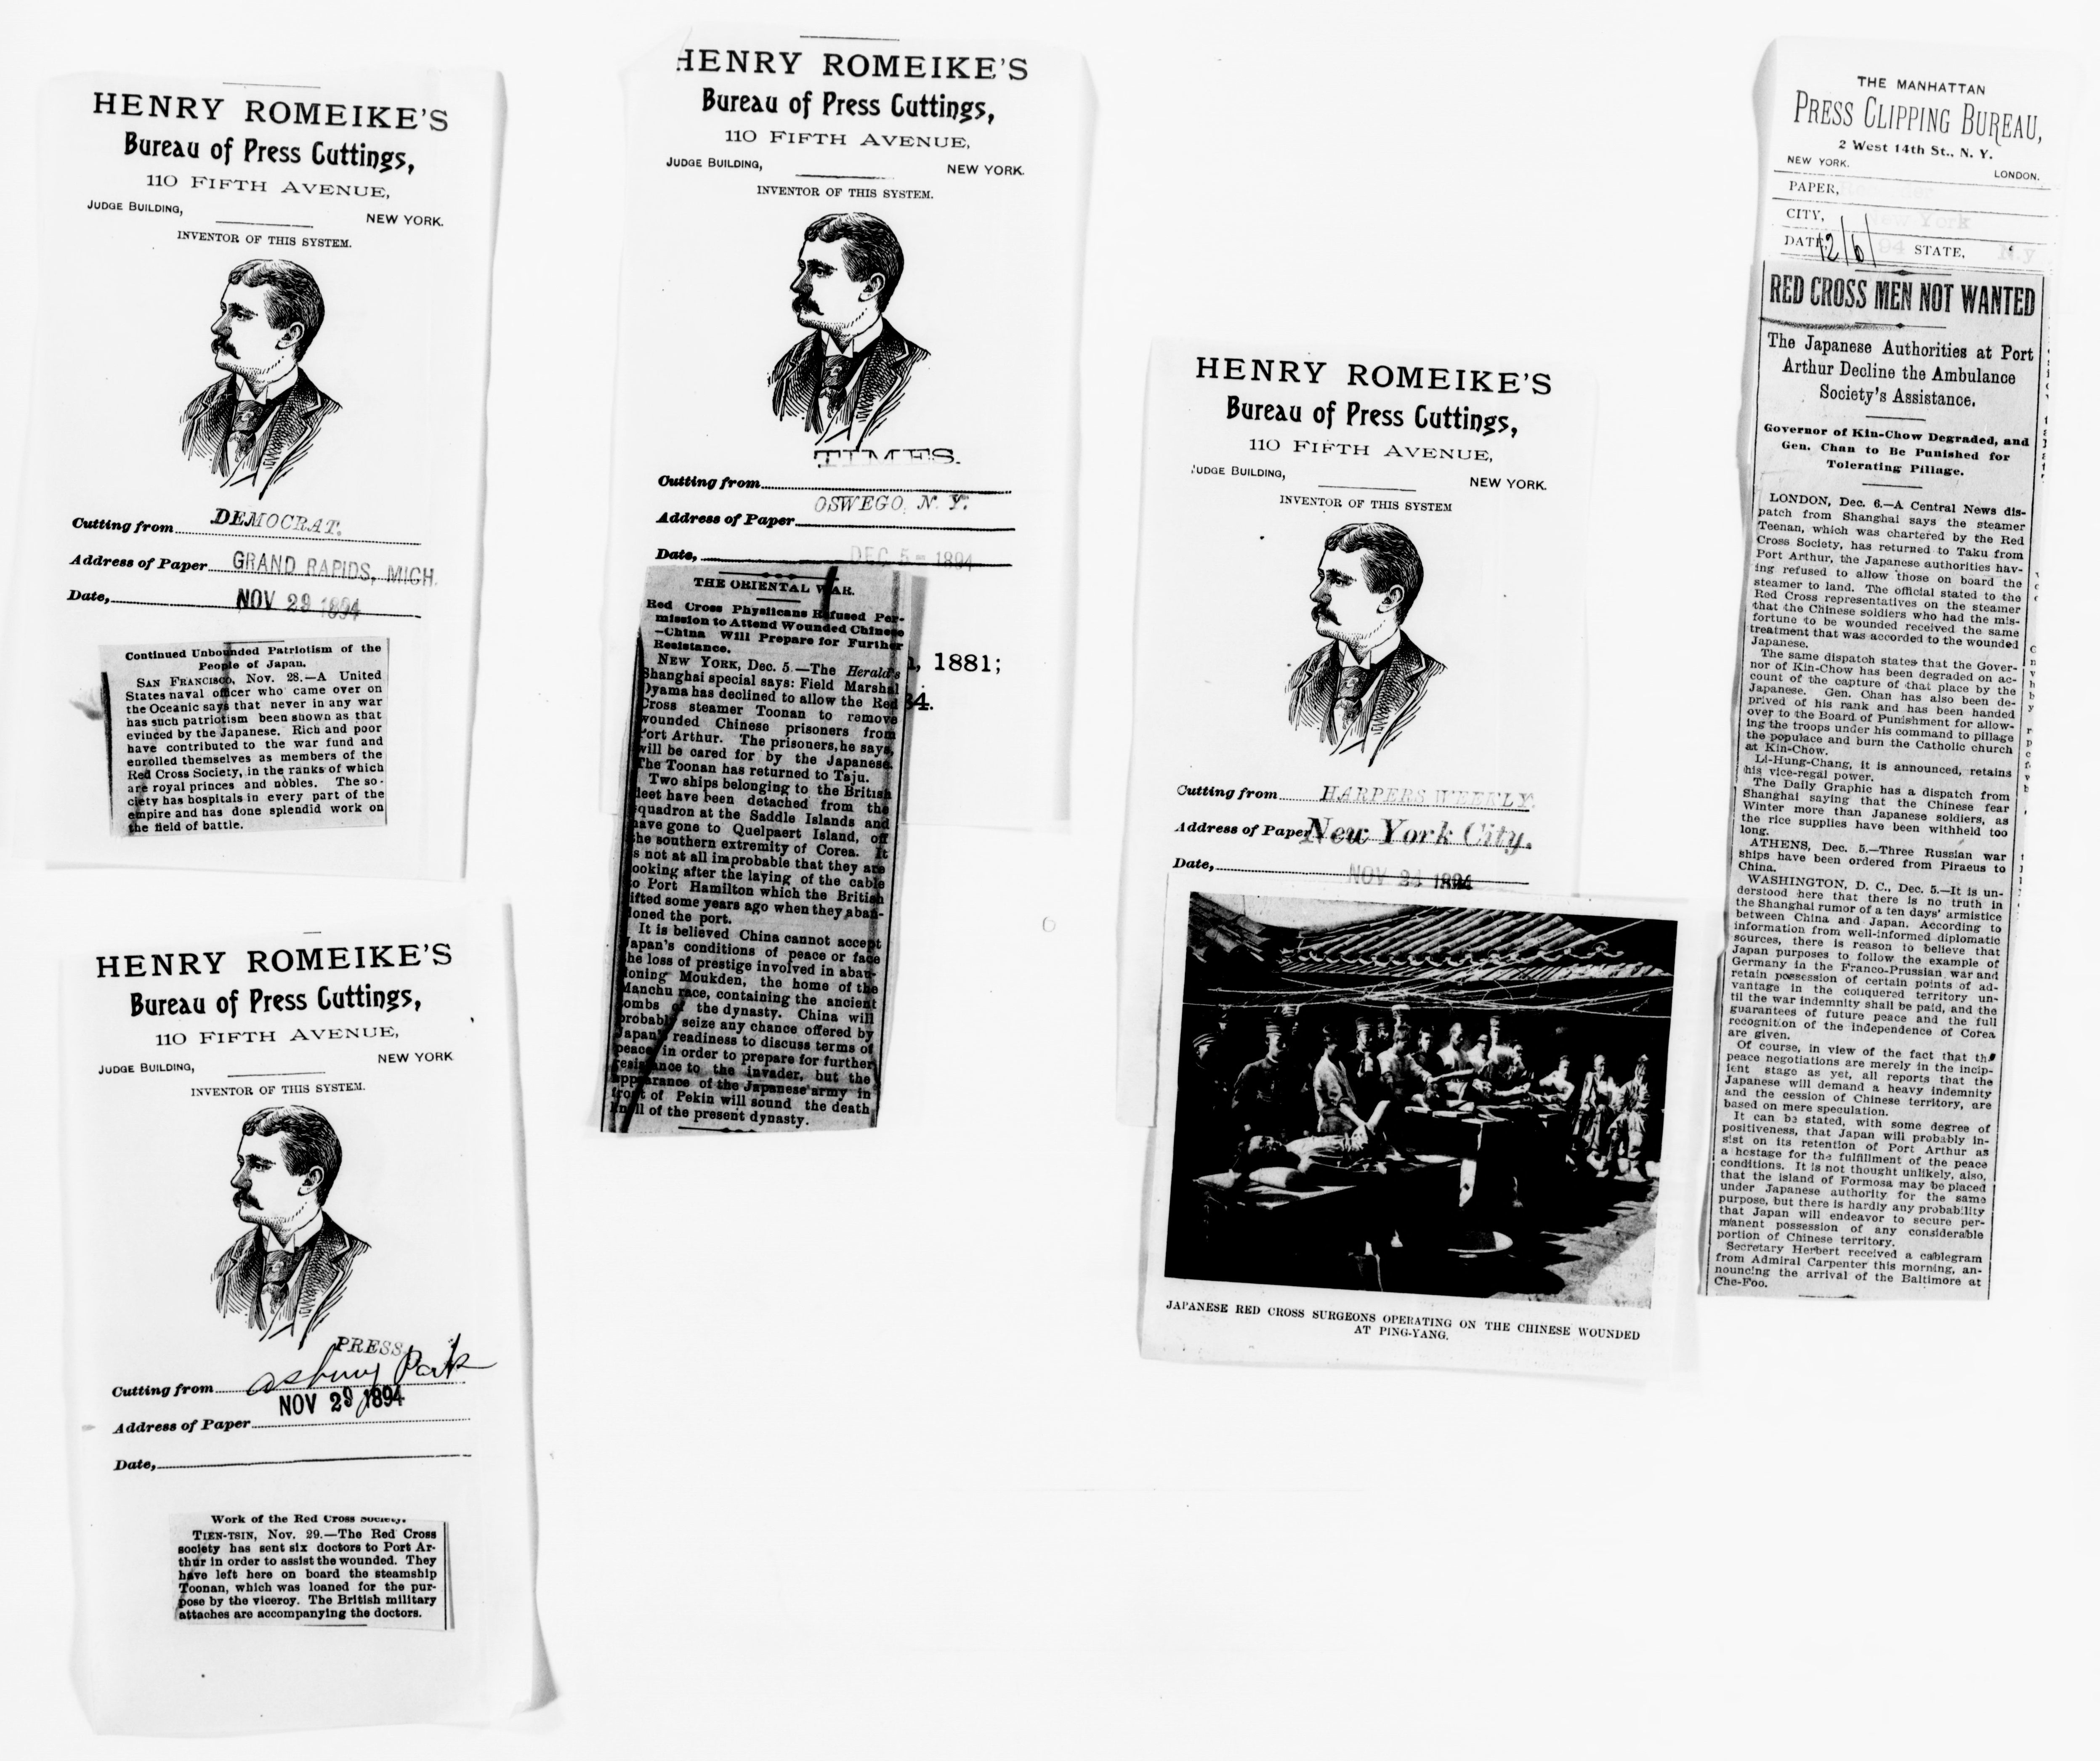 HENRY ROMEIKE'S
Bureau of Press Cuttings,
110 FIFTH AVENUE,
JUDGE BUILDING, NEW YORK.
INVENTOR OF THIS SYSTEM.
DEMOCRAT.
Cutting from
Address of Paper GRAND RAPIDS, MICH.
Date, NOV 29 1894
Continued Unbounded Patriotism of the
People of Japan.
SAN FRANCISCO, Nov. 28.—A United
States naval officer who came over on
the Oceanic says that never in any war
has such patriotism been shown as that
evinced by the Japanese. Rich and poor
have contributed to the war fund and
enrolled themselves as members of the
Red Cross Society, in the ranks of which
are royal princes and nobles. The so-
ciety has hospitals in every part of the
empire and has done splendid work on
the field of battle.
HENRY ROMEIKE'S
Bureau of Press Cuttings,
110 FIFTH AVENUE,
JUDGE BUILDING, NEW YORK
INVENTOR OF THIS SYSTEM.
PRESS,
Cutting from asbury Park
NOV 29 1894
Address of Paper
Date,
Work of the Red Cross Society.
TIEN-TSIN, Nov. 29.—The Red Cross
society has sent six doctors to Port Ar-
thur in order to assist the wounded. They
have left here on board the steamship
Toonan, which was loaned for the pur-
pose by the viceroy. The British military
attaches are accompanying the doctors.
HENRY ROMEIKE'S
Bureau of Press Cuttings,
110 FIFTH AVENUE,
JUDGE BUILDING, NEW YORK.
INVENTOR OF THIS SYSTEM.
TIMES.
Cutting from
OSWEGO, N. Y.
Address of Paper
Date, DEC 5- 1894
THE ORIENTAL WAR.
Red Cross Physicans Refused Per-
mission to Attend Wounded Chinese
—China Will Prepare for Further
Resistance.
NEW YORK, Dec. 5.—The Herald's
Shanghai special says: Field Marshal
Oyama has declined to allow the Red
Cross steamer Toonan to remove
wounded Chinese prisoners from
Port Arthur. The prisoners, he says,
will be cared for by the Japanese.
The Toonan has returned to Taju.
Two ships belonging to the British
fleet have been detached from the
squadron at the Saddle Islands and
have gone to Quelpaert Island, off
the southern extremity of Corea. It
is not at all improbable that they are
looking after the laying of the cable
to Port Hamilton which the British
lifted some years ago when they aban-
doned the port.
It is believed China cannot accept
Japan's conditions of peace or face
the loss of prestige involved in aban-
doning Moukden, the home of the
Manchu race, containing the ancient
tombs of the dynasty. China will
probably seize any chance offered by
Japan's readiness to discuss terms of
peace in order to prepare for further
resistance to the invader, but the
appearance of the Japanese army in
front of Pekin will sound the death
knell of the present dynasty.
1881;
94.
HENRY ROMEIKE'S
Bureau of Press Cuttings,
110 FIFTH AVENUE,
JUDGE BUILDING, NEW YORK.
INVENTOR OF THIS SYSTEM
Cutting from HARPERS WEEKLY.
Address of Paper New York City.
Date, NOV 24 1894
JAPANESE RED CROSS SURGEONS OPERATING ON THE CHINESE WOUNDED
AT PING-YANG.
THE MANHATTAN
PRESS CLIPPING BUREAU,
2 West 14th St., N. Y.
NEW YORK. LONDON.
PAPER,
CITY, New York
DATE, 12/6/ 94 STATE, N.y
RED CROSS MEN NOT WANTED
The Japanese Authorities at Port
Arthur Decline the Ambulance
Society's Assistance.
Governor of Kin-Chow Degraded, and
Gen. Chan to Be Punished for
Tolerating Pillage.
LONDON, Dec. 6.—A Central News dis-
patch from Shanghai says the steamer
Teenan, which was chartered by the Red
Cross Society, has returned to Taku from
Port Arthur, the Japanese authorities hav-
ing refused to allow those on board the
steamer to land. The official stated to the
Red Cross representatives on the steamer
that the Chinese soldiers who had the mis-
fortune to be wounded received the same
treatment that was accorded to the wounded
Japanese.
The same dispatch states that the Gover-
nor of Kin-Chow has been degraded on ac-
count of the capture of that place by the
Japanese. Gen. Chan has also been de-
prived of his rank and has been handed
over to the Board of Punishment for allow-
ing the troops under his command to pillage
the populace and burn the Catholic church
at Kin-Chow.
Li-Hung-Chang, it is announced, retains
his vice-regal power.
The Daily Graphic has a dispatch from
Shanghai saying that the Chinese fear
Winter more than Japanese soldiers, as
the rice supplies have been withheld too
long.
ATHENS, Dec. 5.—Three Russian war
ships have been ordered from Piraeus to
China.
WASHINGTON, D. C., Dec. 5.—It is un-
derstood here that there is no truth in
the Shanghai rumor of a ten days' armistice
between China and Japan. According to
information from well-informed diplomatic
sources, there is reason to believe that
Japan purposes to follow the example of
Germany in the Franco-Prussian war and
retain possession of certain points of ad-
vantage in the conquered territory un-
til the war indemnity shall be paid, and the
guarantees of future peace and the full
recognition of the independence of Corea
are given.
Of course, in view of the fact that the
peace negotiations are merely in the incip-
ient stage as yet, all reports that the
Japanese will demand a heavy indemnity
and the cession of Chinese territory, are
based on mere speculation.
It can be stated, with some degree of
positiveness, that Japan will probably in-
sist on its retention of Port Arthur as
a hostage for the fulfillment of the peace
conditions. It is not thought unlikely, also,
that the island of Formosa may be placed
under Japanese authority for the same
purpose, but there is hardly any probability
that Japan will endeavor to secure per-
manent possession of any considerable
portion of Chinese territory.
Secretary Herbert received a cablegram
from Admiral Carpenter this morning, an-
nouncing the arrival of the Baltimore at
Che-Foo.